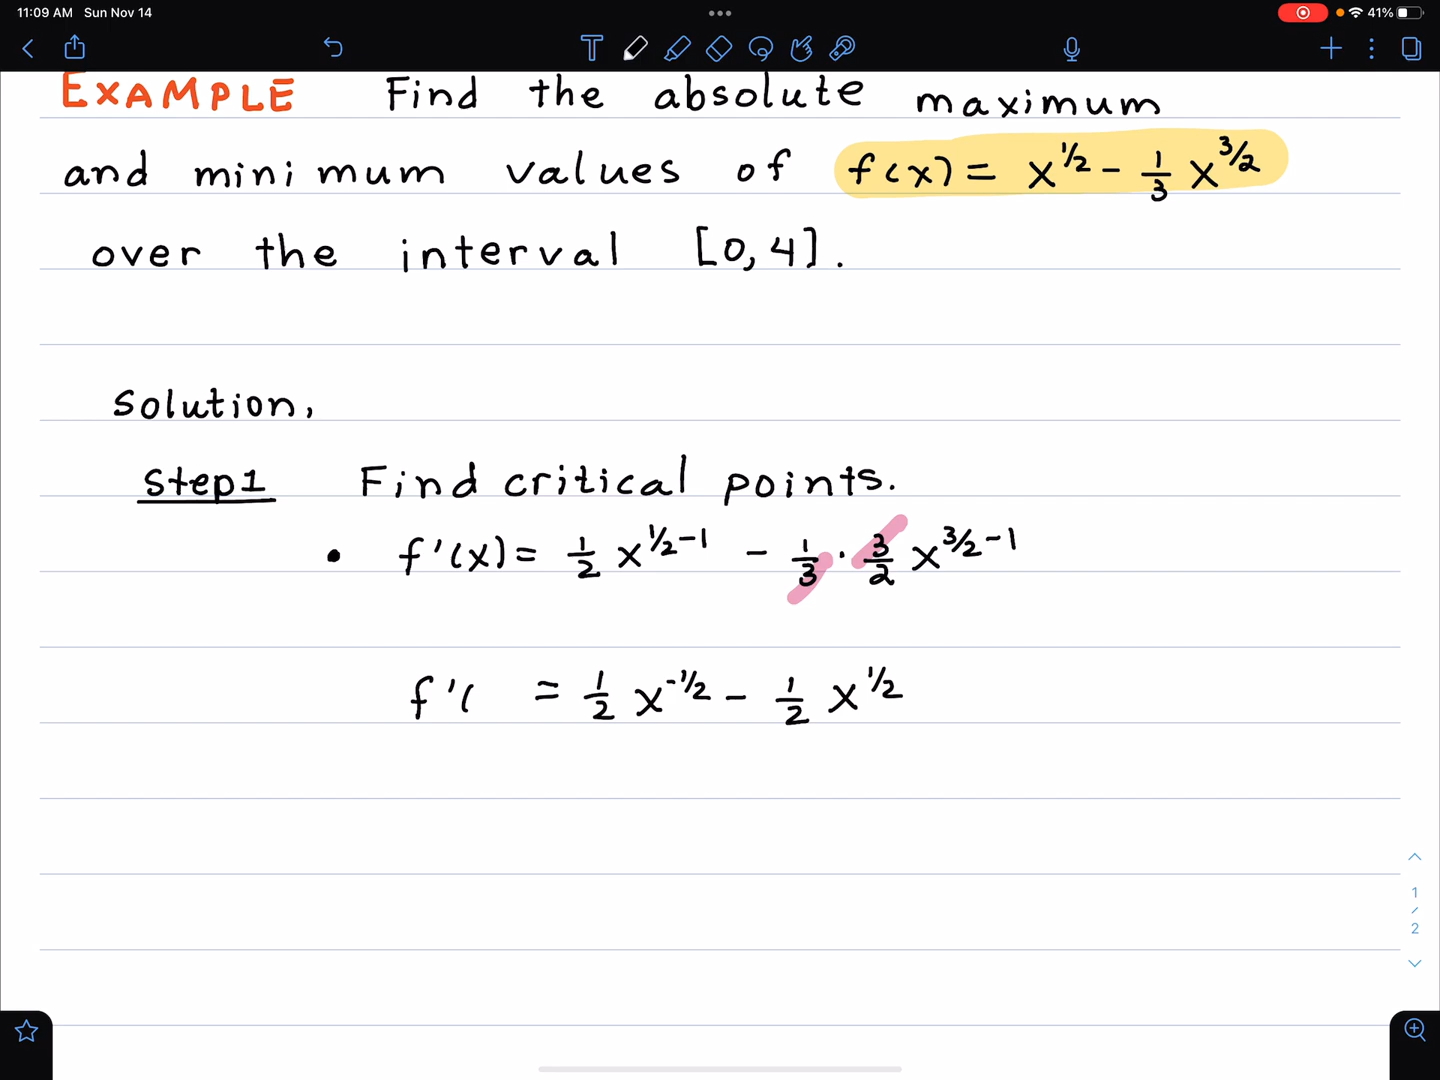 11:09 AM Sun Nov 14
41%
T
EXAMPLE Find the absolute maximum
and minimum values of f(x) = x^1/2 - 1/3 x^3/2
over the interval [0, 4].
Solution,
Step1 Find critical points.
• f'(x) = 1/2 x^1/2-1 - 1/3 · 3/2 x^3/2-1
f'( = 1/2 x^-1/2 - 1/2 x^1/2
1
/
2